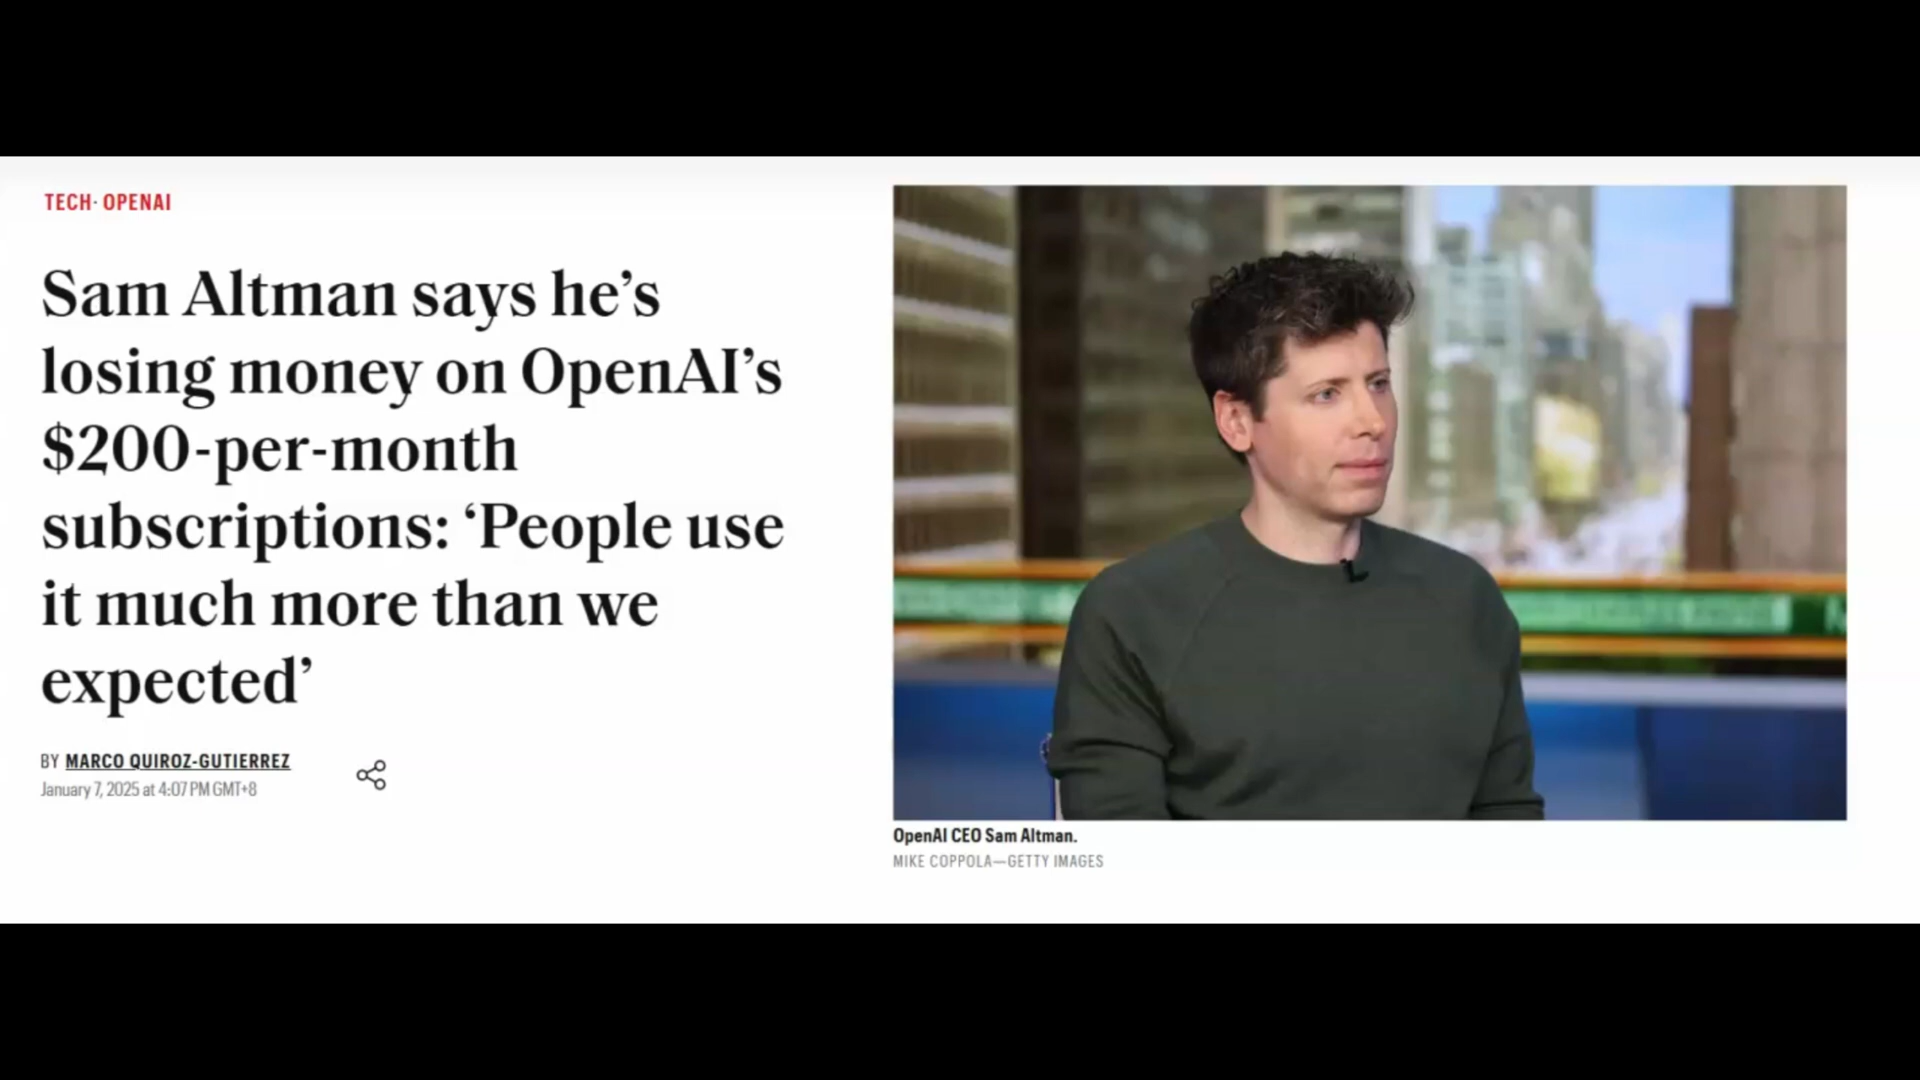 TECH· OPENAI
Sam Altman says he’s
losing money on OpenAI’s
$200-per-month
subscriptions: ‘People use
it much more than we
expected’
BY MARCO QUIROZ-GUTIERREZ
January 7, 2025 at 4:07 PM GMT+8
OpenAI CEO Sam Altman.
MIKE COPPOLA—GETTY IMAGES